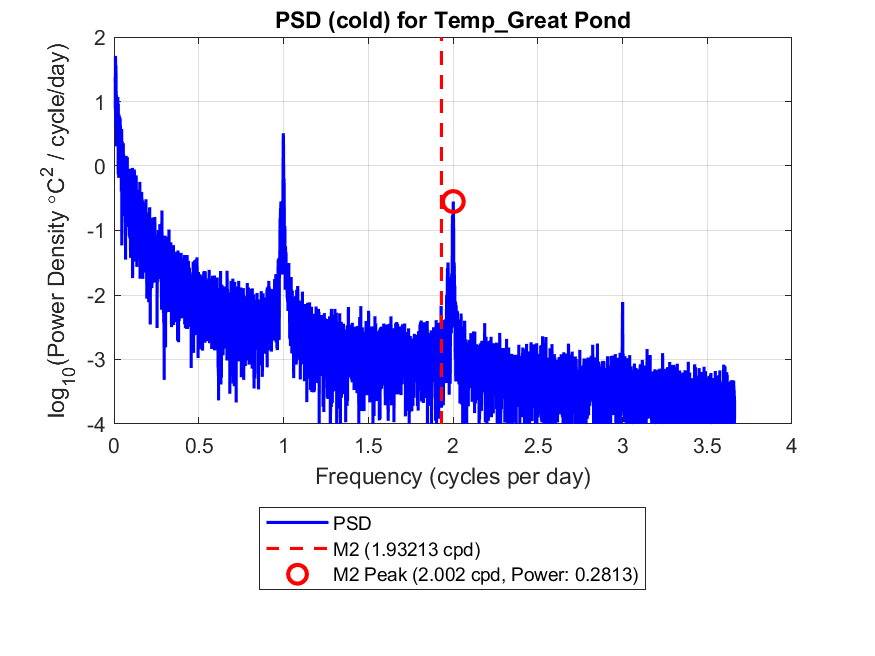 PSD (cold) for Temp_Great Pond
log10(Power Density °C2 / cycle/day)
2
1
0
-1
-2
-3
-4
0 0.5 1 1.5 2 2.5 3 3.5 4
Frequency (cycles per day)
PSD
M2 (1.93213 cpd)
M2 Peak (2.002 cpd, Power: 0.2813)